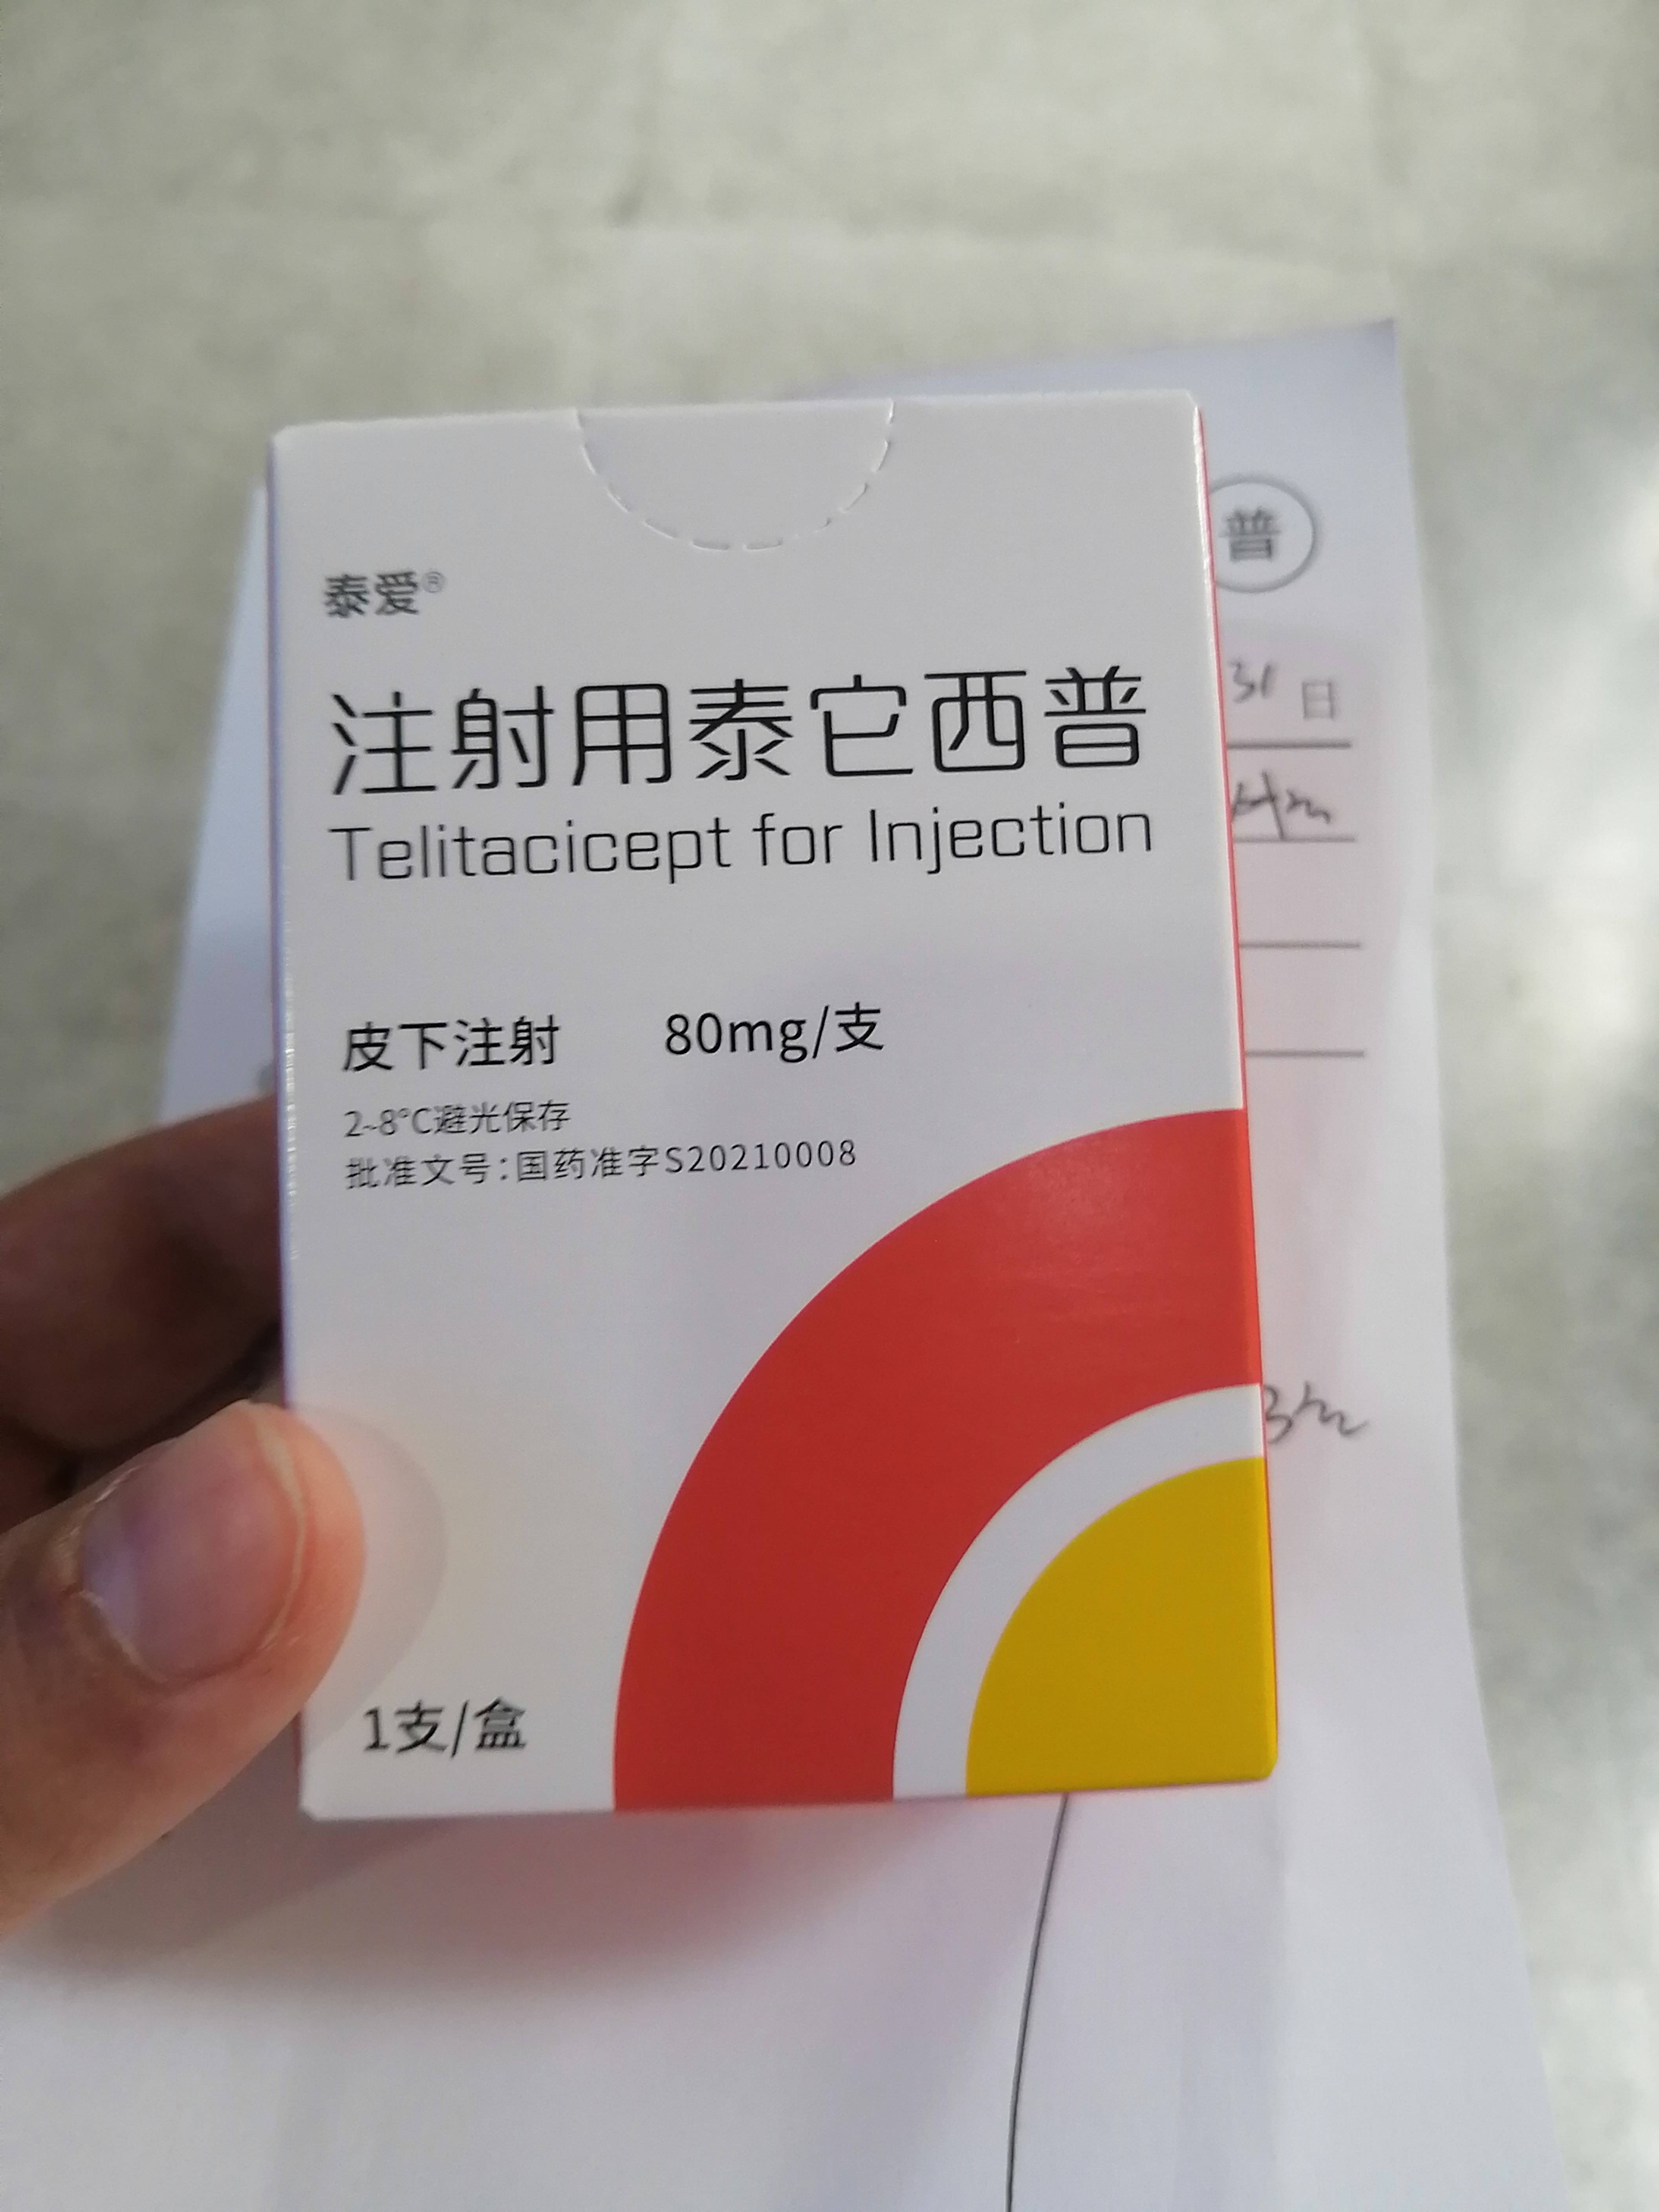 普
31日
泰爱®
注射用泰它西普
Telitacicept for Injection
皮下注射 80mg/支
2~8°C避光保存
批准文号:国药准字S20210008
1支/盒